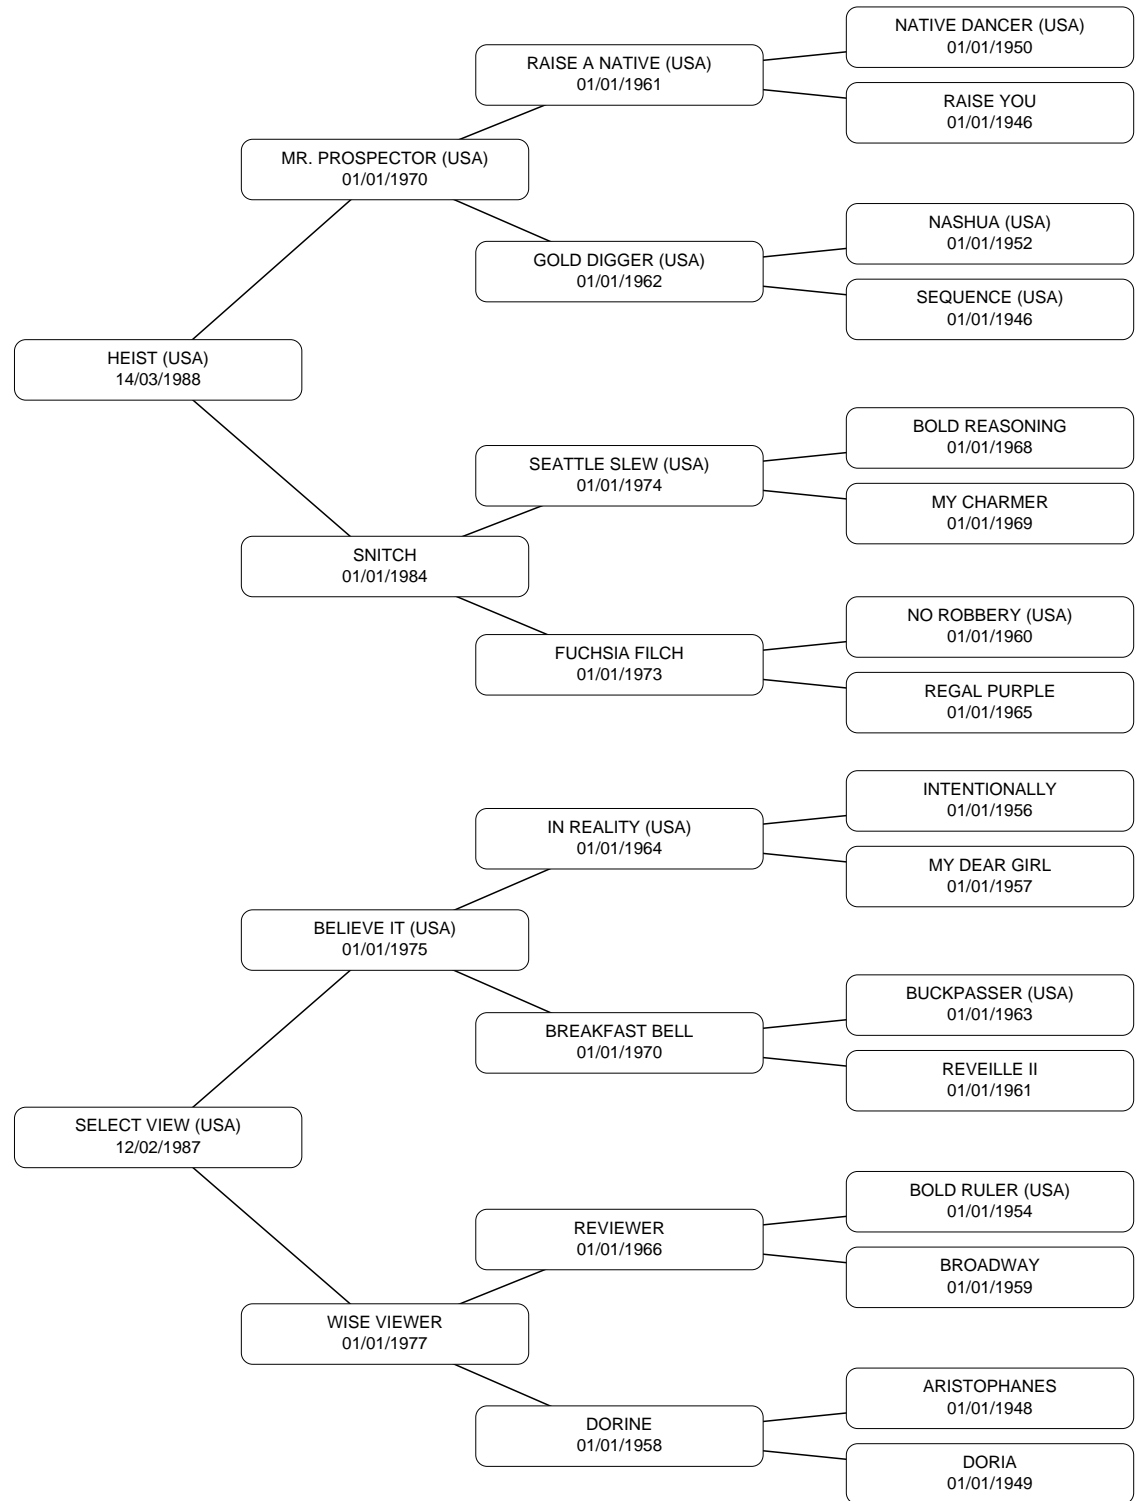 NATIVE DANCER (USA)
01/01/1950
RAISE A NATIVE (USA)
01/01/1961
RAISE YOU
01/01/1946
MR. PROSPECTOR (USA)
01/01/1970
NASHUA (USA)
01/01/1952
GOLD DIGGER (USA)
01/01/1962
SEQUENCE (USA)
01/01/1946
HEIST (USA)
14/03/1988
BOLD REASONING
01/01/1968
SEATTLE SLEW (USA)
01/01/1974
MY CHARMER
01/01/1969
SNITCH
01/01/1984
NO ROBBERY (USA)
01/01/1960
FUCHSIA FILCH
01/01/1973
REGAL PURPLE
01/01/1965
INTENTIONALLY
01/01/1956
IN REALITY (USA)
01/01/1964
MY DEAR GIRL
01/01/1957
BELIEVE IT (USA)
01/01/1975
BUCKPASSER (USA)
01/01/1963
BREAKFAST BELL
01/01/1970
REVEILLE II
01/01/1961
SELECT VIEW (USA)
12/02/1987
BOLD RULER (USA)
01/01/1954
REVIEWER
01/01/1966
BROADWAY
01/01/1959
WISE VIEWER
01/01/1977
ARISTOPHANES
01/01/1948
DORINE
01/01/1958
DORIA
01/01/1949